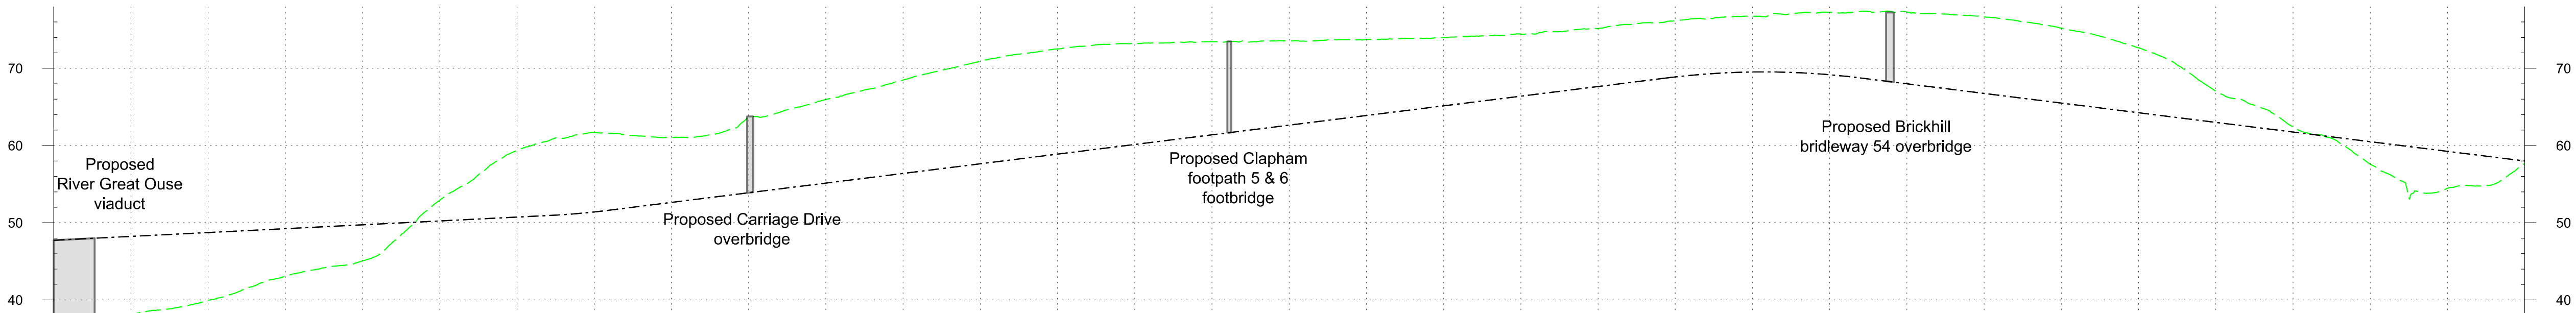 70
60
50
40
Proposed
River Great Ouse
viaduct
Proposed Carriage Drive
overbridge
Proposed Clapham
footpath 5 & 6
footbridge
Proposed Brickhill
bridleway 54 overbridge
70
60
50
40